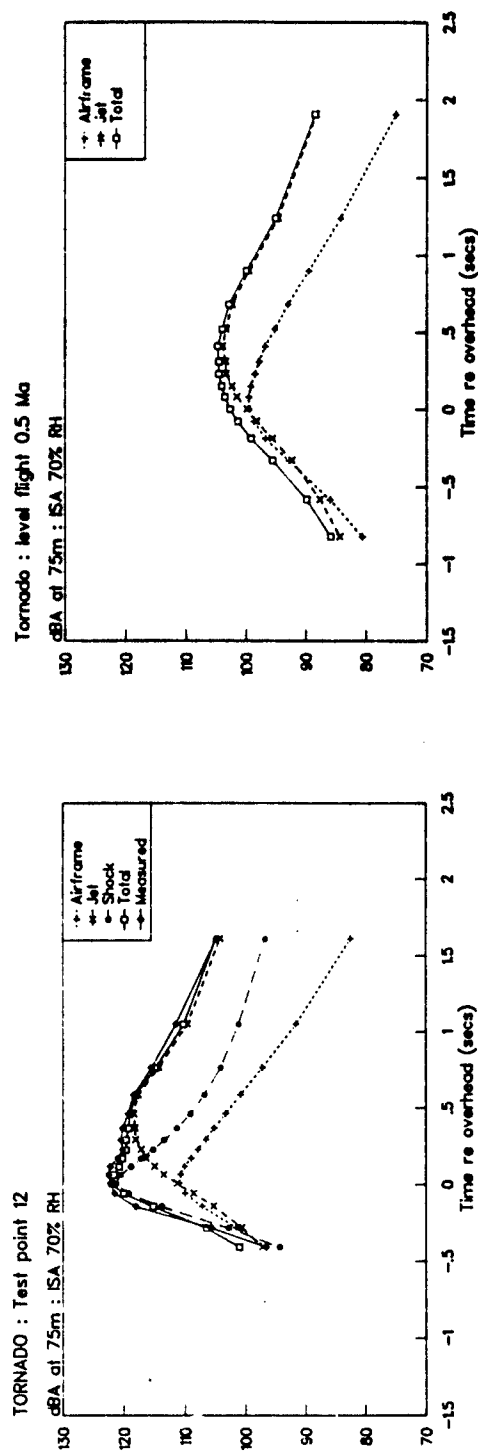 TORNADO : Test point 12
dBA at 75m : ISA 70% RH
130
120
110
100
90
80
70
-1.5
-1
-.5
0
.5
1
1.5
2
2.5
Time re overhead (secs)
Airframe
Jet
Shock
Total
Measured
Tornado : level flight 0.5 Ma
dBA at 75m : ISA 70% RH
130
120
110
100
90
80
70
-1.5
-1
-.5
0
.5
1
1.5
2
2.5
Time re overhead (secs)
Airframe
Jet
Total